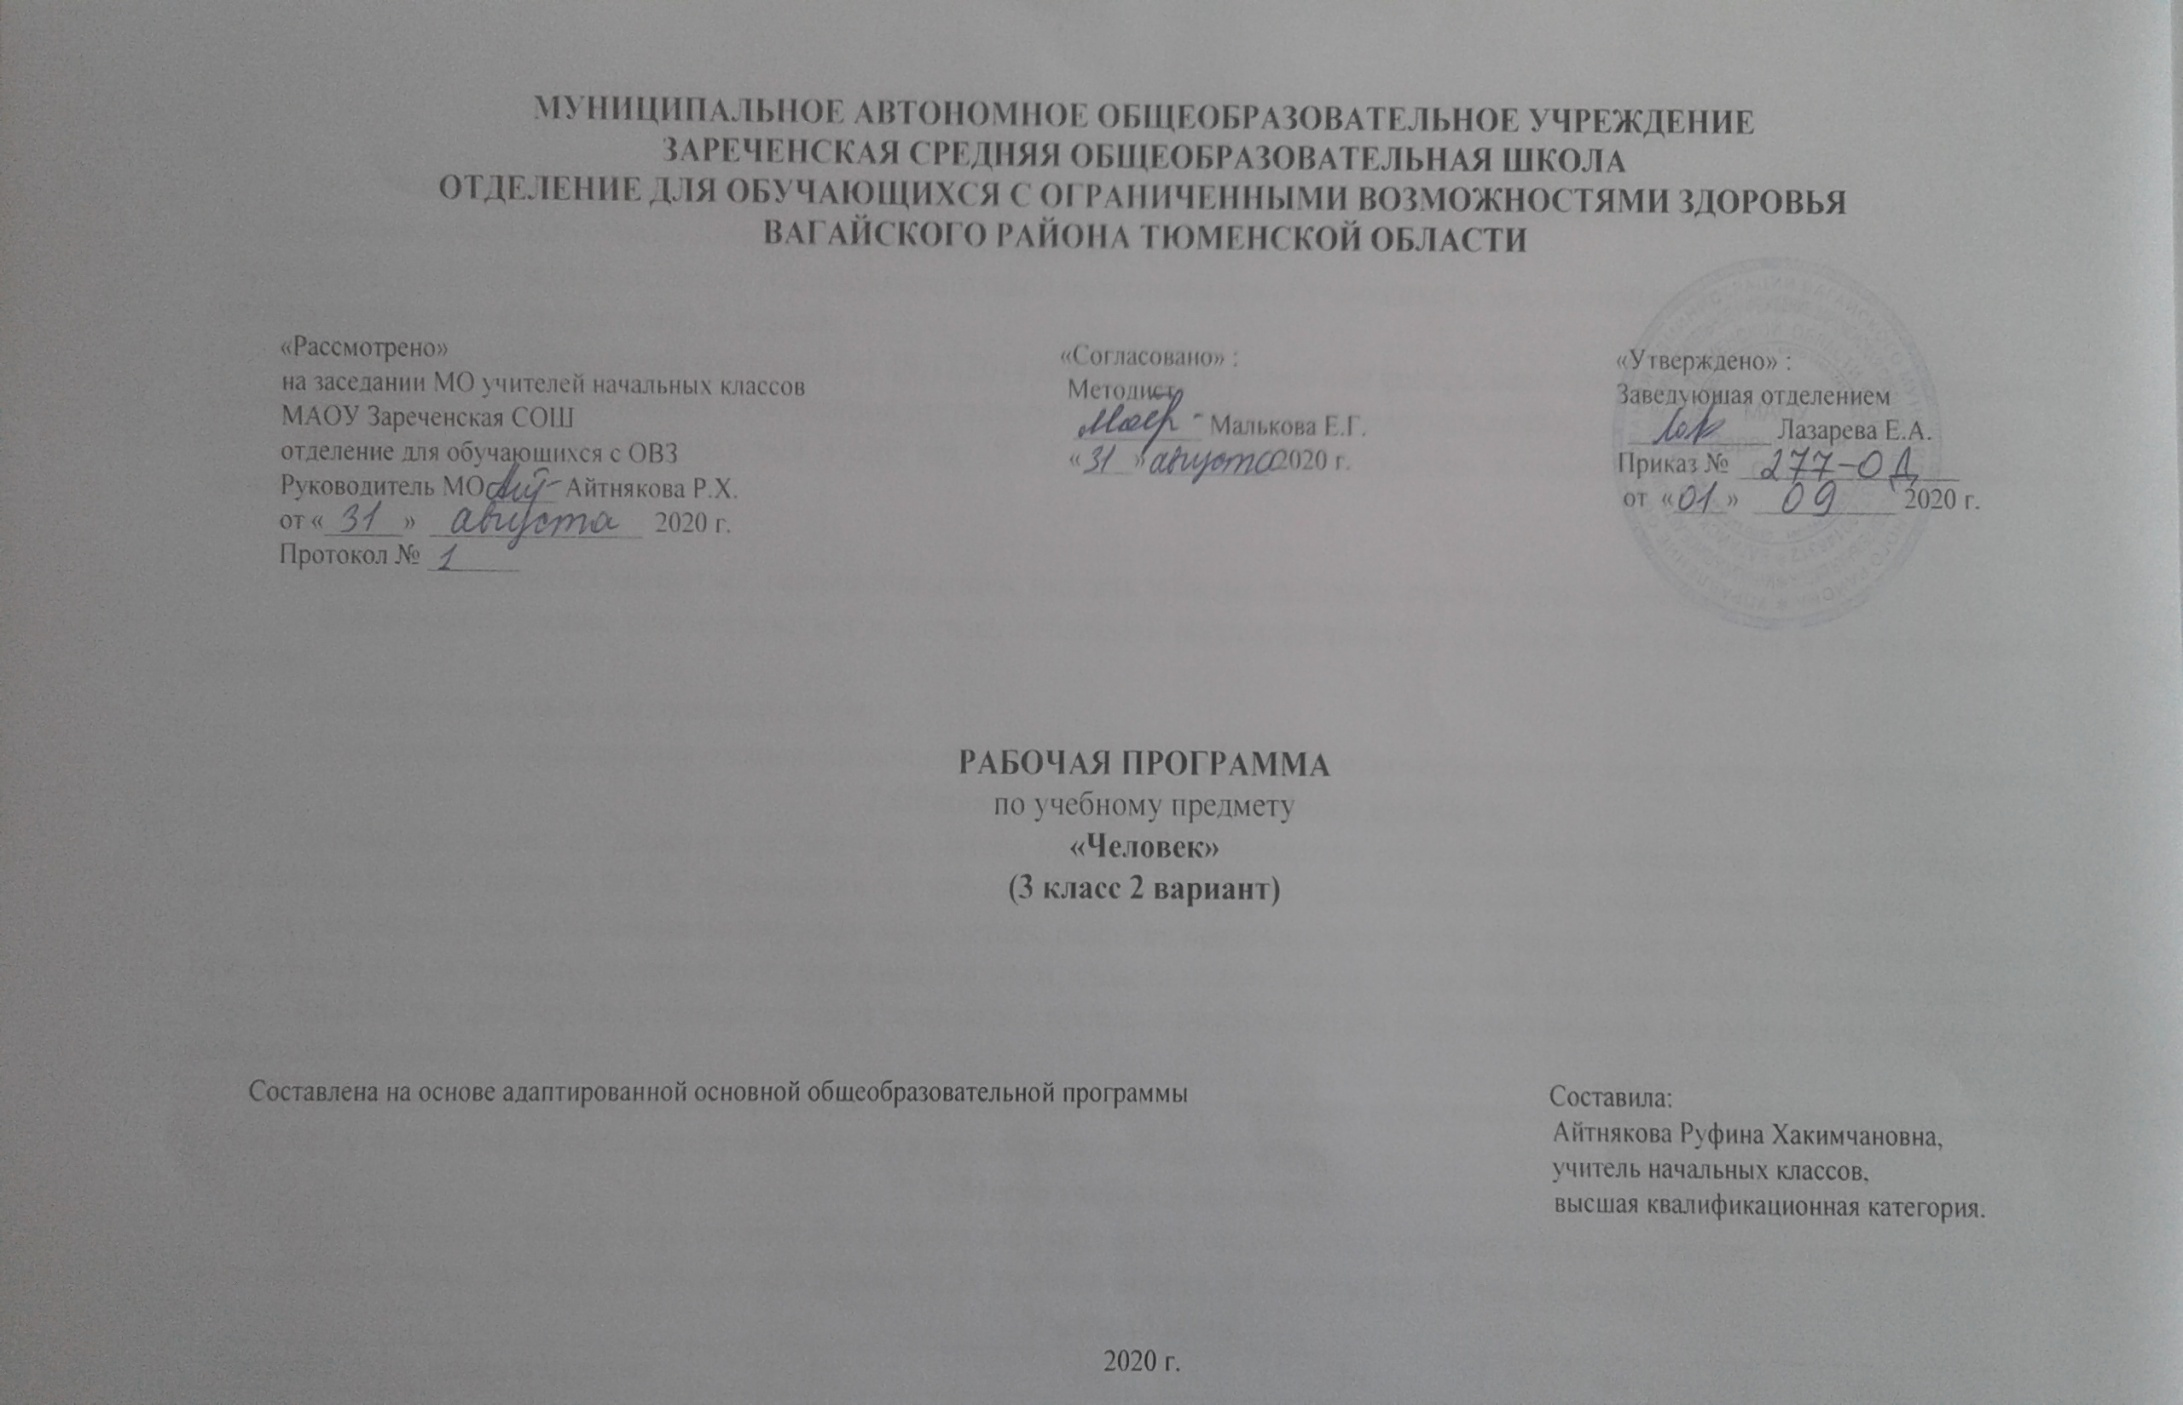 МУНИЦИПАЛЬНОЕ АВТОНОМНОЕ ОБЩЕОБРАЗОВАТЕЛЬНОЕ УЧРЕЖДЕНИЕ
ЗАРЕЧЕНСКАЯ СРЕДНЯЯ ОБЩЕОБРАЗОВАТЕЛЬНАЯ ШКОЛА
ОТДЕЛЕНИЕ ДЛЯ ОБУЧАЮЩИХСЯ С ОГРАНИЧЕННЫМИ ВОЗМОЖНОСТЯМИ ЗДОРОВЬЯ
ВАГАЙСКОГО РАЙОНА ТЮМЕНСКОЙ ОБЛАСТИ
«Рассмотрено»
на заседании МО учителей начальных классов
МАОУ Зареченская СОШ
отделение для обучающихся с ОВЗ
Руководитель МО Айтнякова Р.Х.
от « 31 » августа 2020 г.
Протокол № 1
«Согласовано» :
Методист
Малькова Е.Г.
« 31 » августа 2020 г.
«Утверждено» :
Заведующая отделением
Лазарева Е.А.
Приказ № 277-ОД
от « 01 » 09 2020 г.
РАБОЧАЯ ПРОГРАММА
по учебному предмету
«Человек»
(3 класс 2 вариант)
Составлена на основе адаптированной основной общеобразовательной программы
Составила:
Айтнякова Руфина Хакимчановна,
учитель начальных классов,
высшая квалификационная категория.
2020 г.